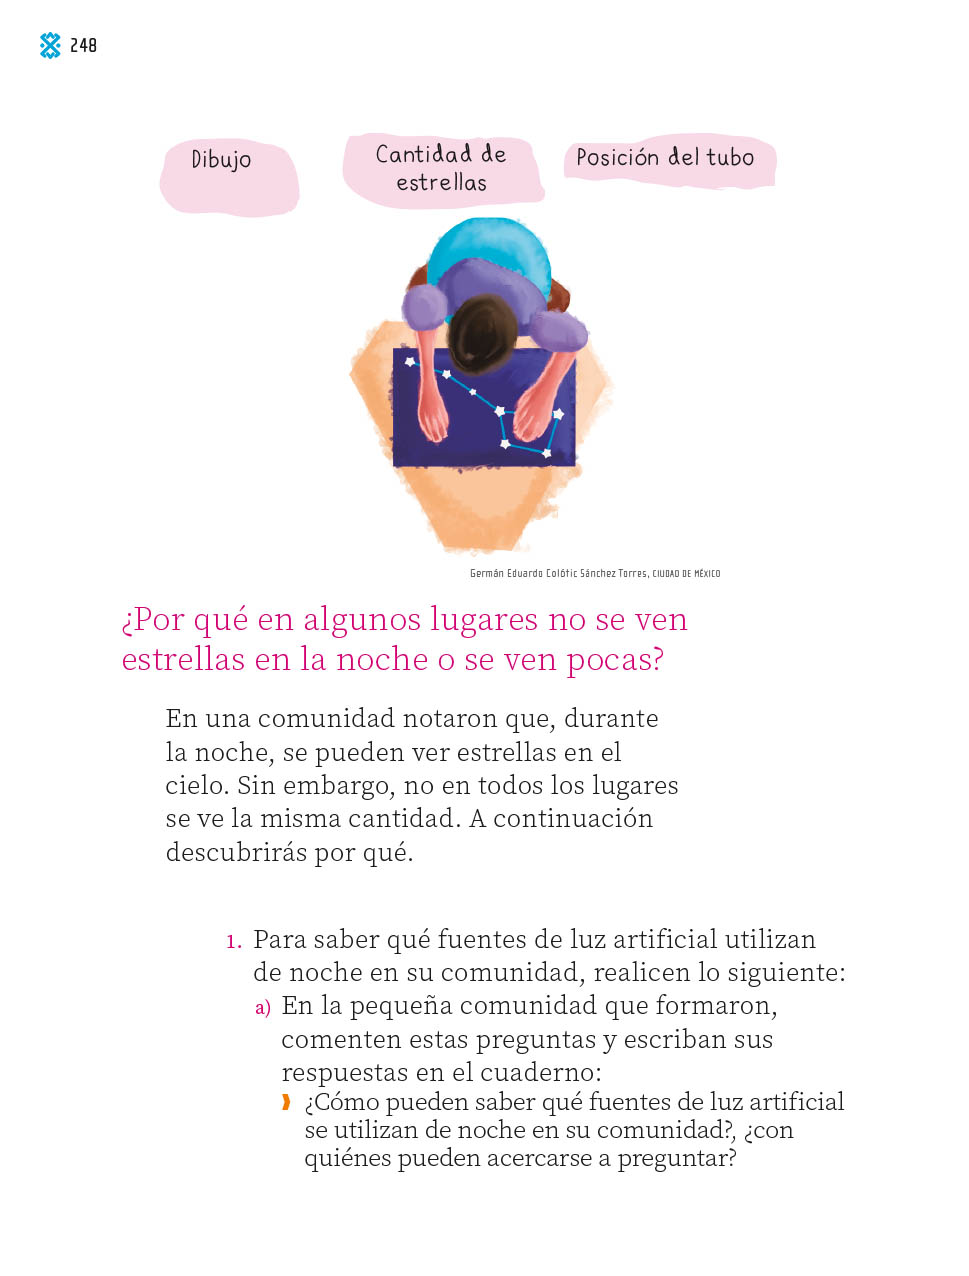 248
Dibujo
Cantidad de
estrellas
Posición del tubo
Germán Eduardo Colótic Sánchez Torres, CIUDAD DE MÉXICO
¿Por qué en algunos lugares no se ven
estrellas en la noche o se ven pocas?
En una comunidad notaron que, durante
la noche, se pueden ver estrellas en el
cielo. Sin embargo, no en todos los lugares
se ve la misma cantidad. A continuación
descubrirás por qué.
1. Para saber qué fuentes de luz artificial utilizan
de noche en su comunidad, realicen lo siguiente:
a) En la pequeña comunidad que formaron,
comenten estas preguntas y escriban sus
respuestas en el cuaderno:
¿Cómo pueden saber qué fuentes de luz artificial
se utilizan de noche en su comunidad?, ¿con
quiénes pueden acercarse a preguntar?